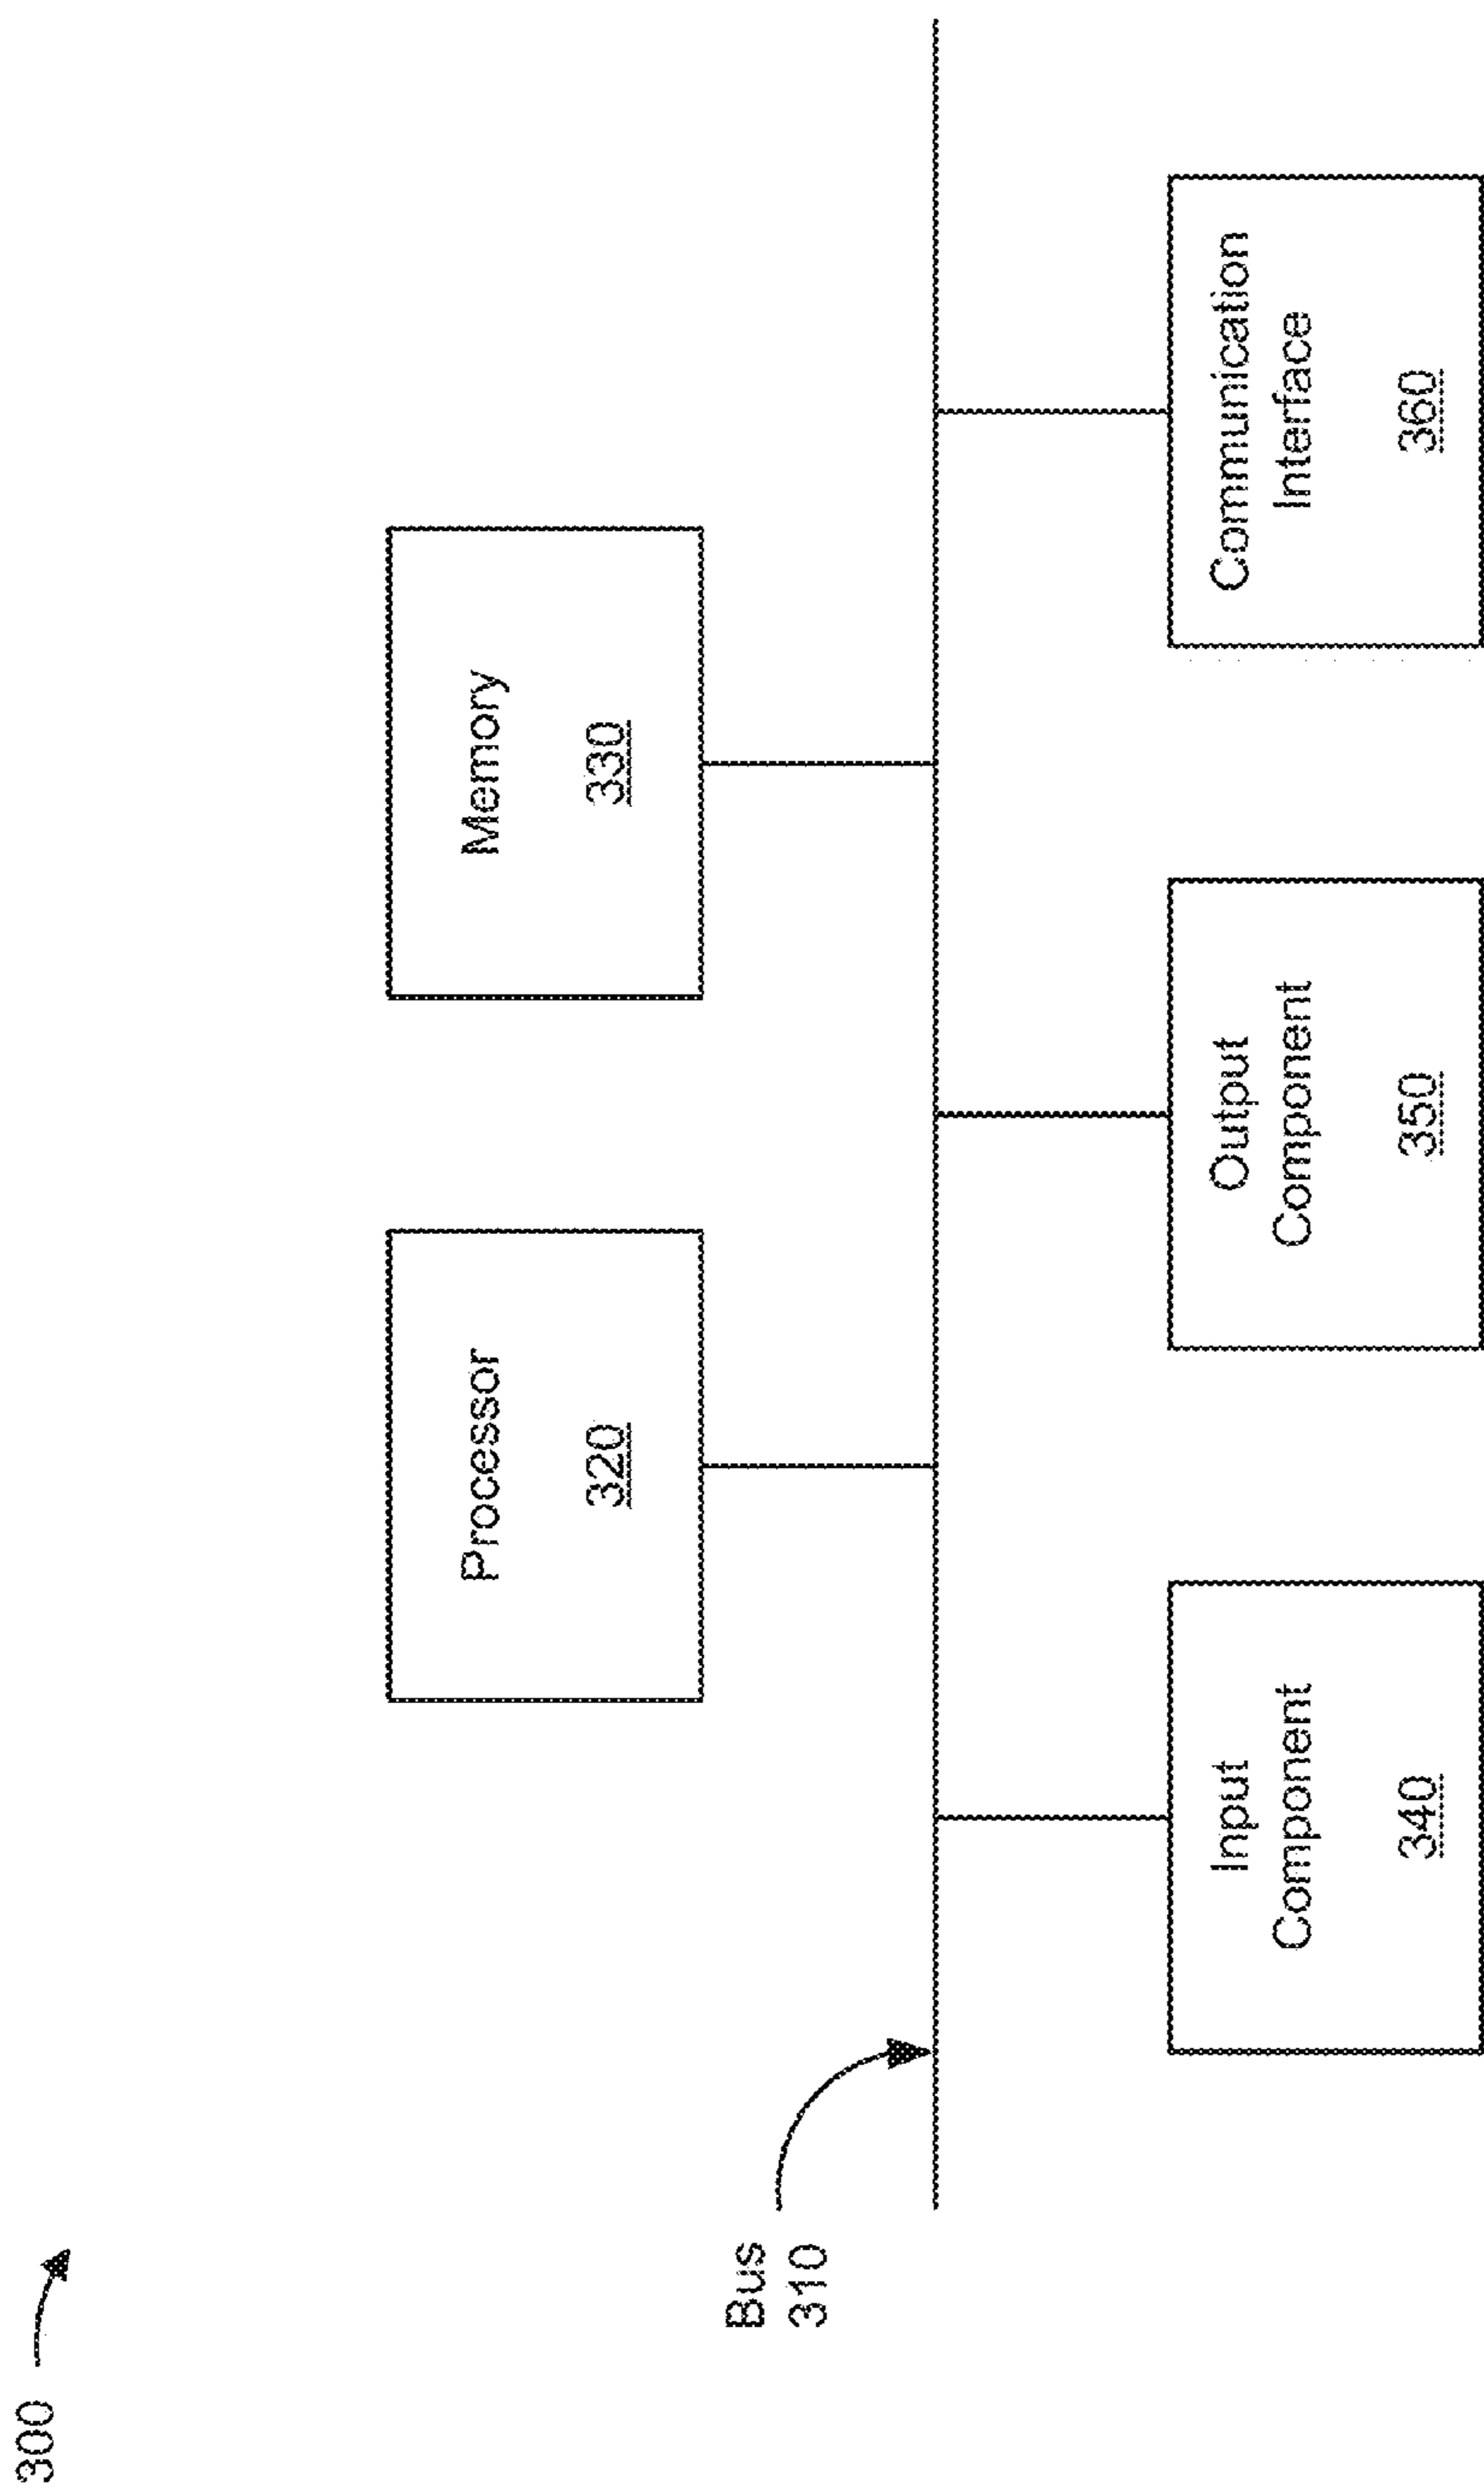 300
Processor
320
Memory
330
Bus
310
Input
Component
340
Output
Component
350
Communication
Interface
360